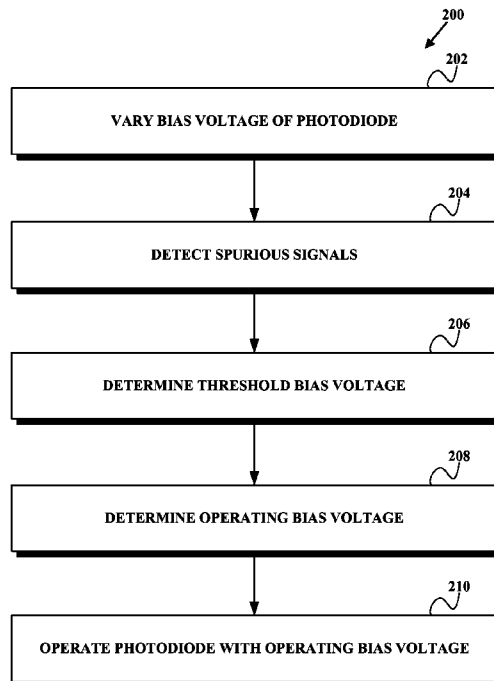 200
202
VARY BIAS VOLTAGE OF PHOTODIODE
204
DETECT SPURIOUS SIGNALS
206
DETERMINE THRESHOLD BIAS VOLTAGE
208
DETERMINE OPERATING BIAS VOLTAGE
210
OPERATE PHOTODIODE WITH OPERATING BIAS VOLTAGE